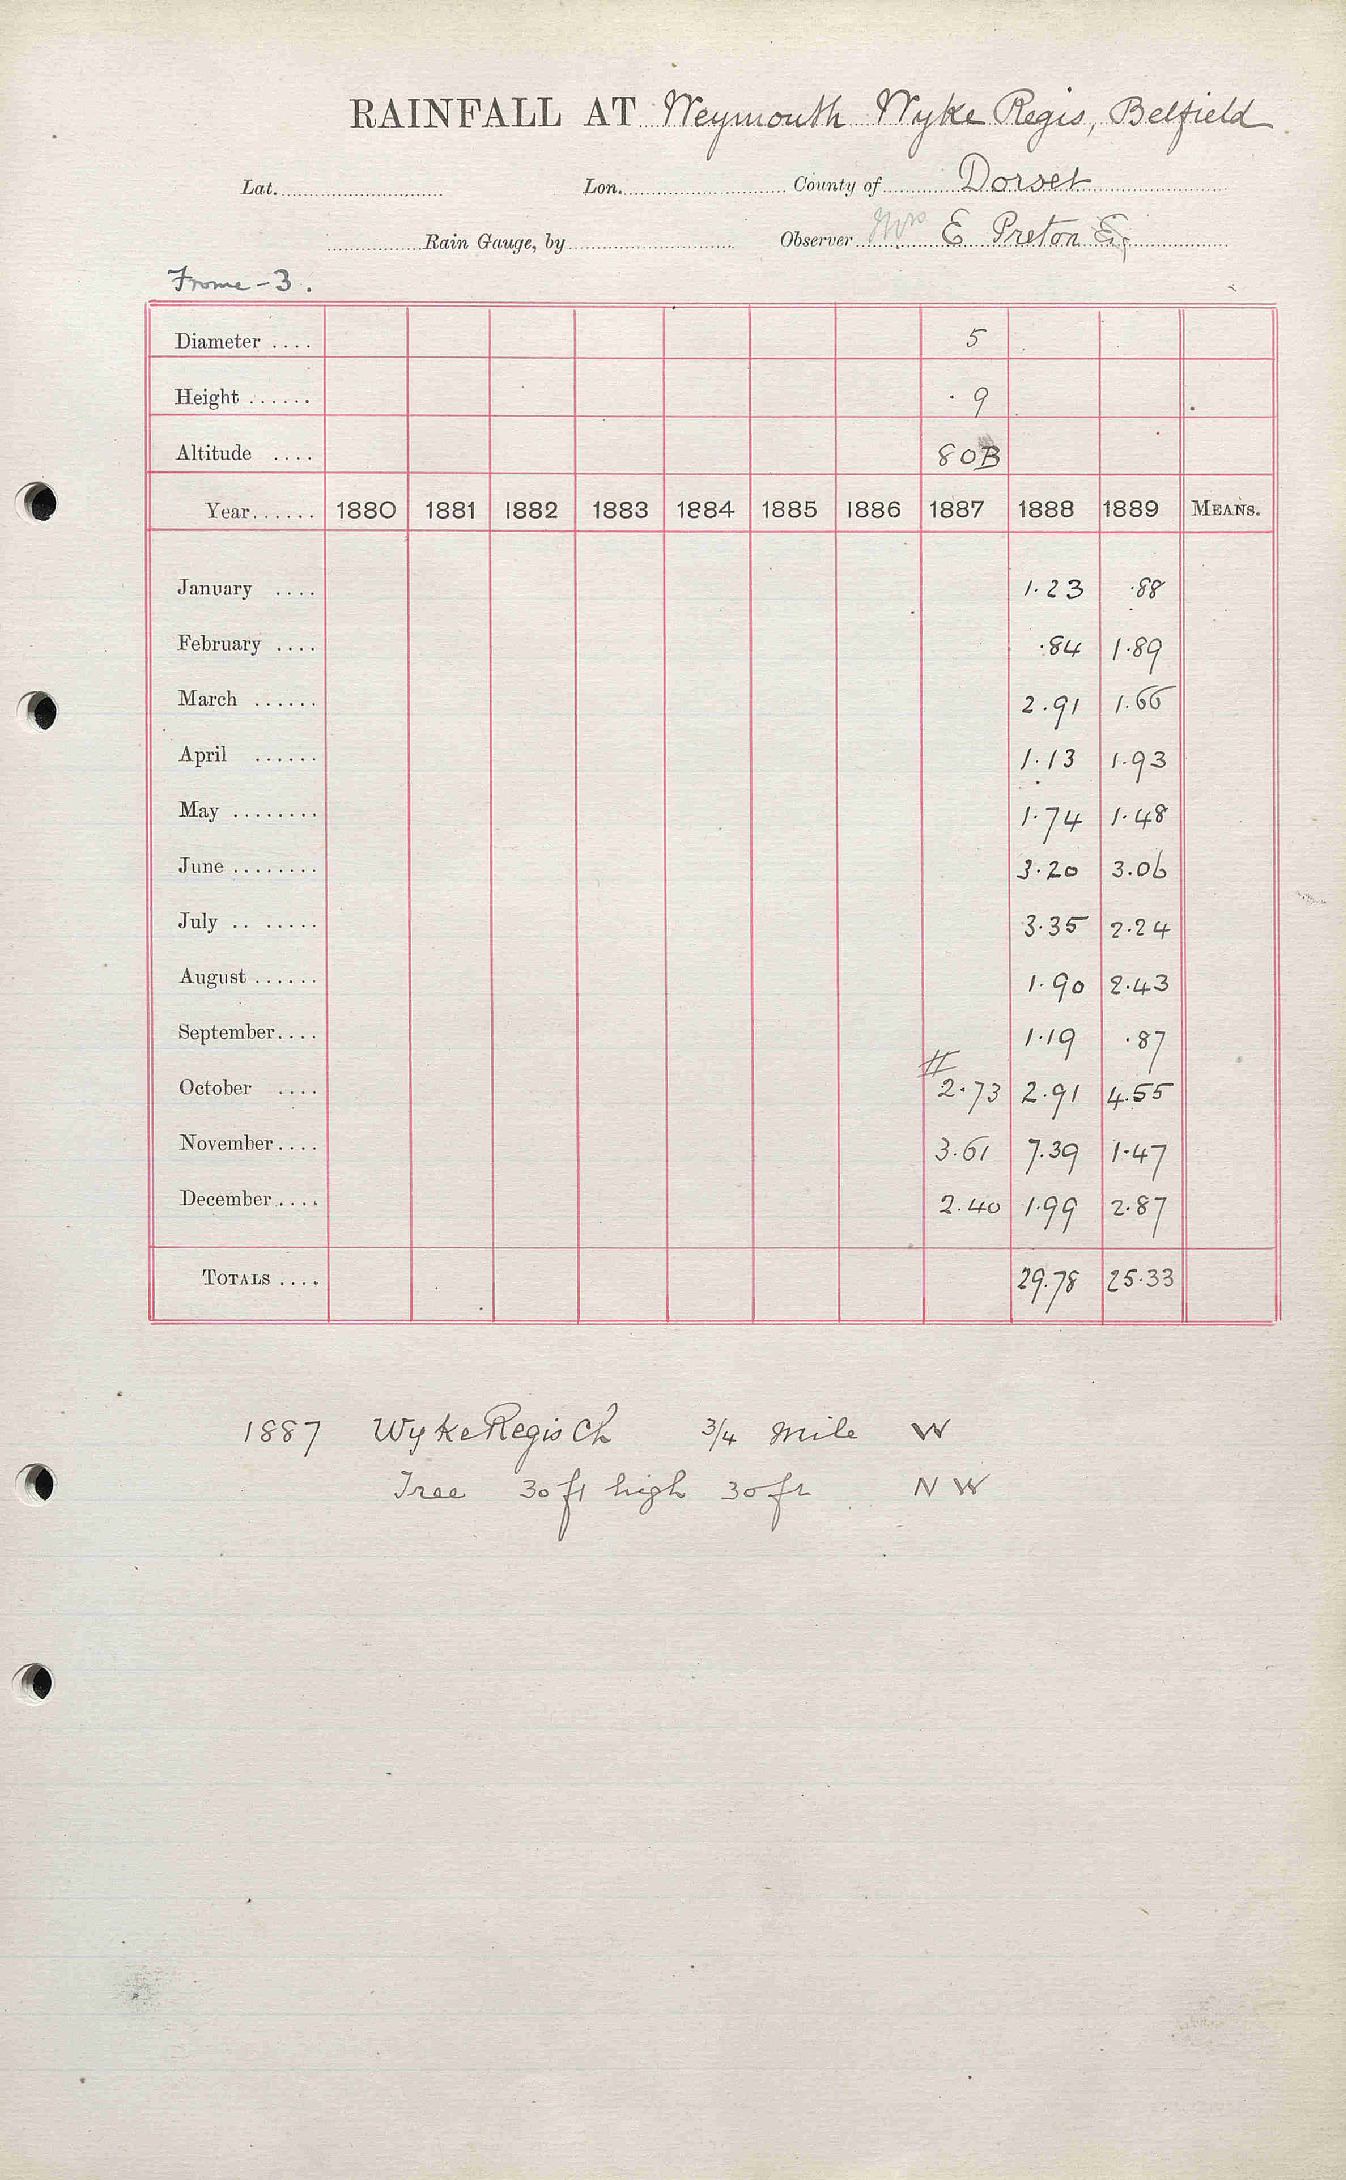 RAINFALL AT Weymouth Wyke Regis, Belfield
Lat. Lon. County of Dorset
Rain Gauge, by Observer Mrs E Preton Esq
Frome - 3.
Diameter .... 5
Height ...... .9
Altitude .... 80B
Year...... 1880 1881 1882 1883 1884 1885 1886 1887 1888 1889 MEANS.
January .... 1.23 .88
February .... .84 1.89
March ...... 2.91 1.66
April ...... 1.13 1.93
May ........ 1.74 1.48
June ........ 3.20 3.06
July .. ..... 3.35 2.24
August ...... 1.90 2.43
September.... 1.19 .87
October .... # 2.73 2.91 4.55
November.... 3.61 7.39 1.47
December.... 2.40 1.99 2.87
TOTALS .... 29.78 25.33
1887 Wyke Regis Ch 3/4 mile W
Tree 30 ft high 30 ft NW